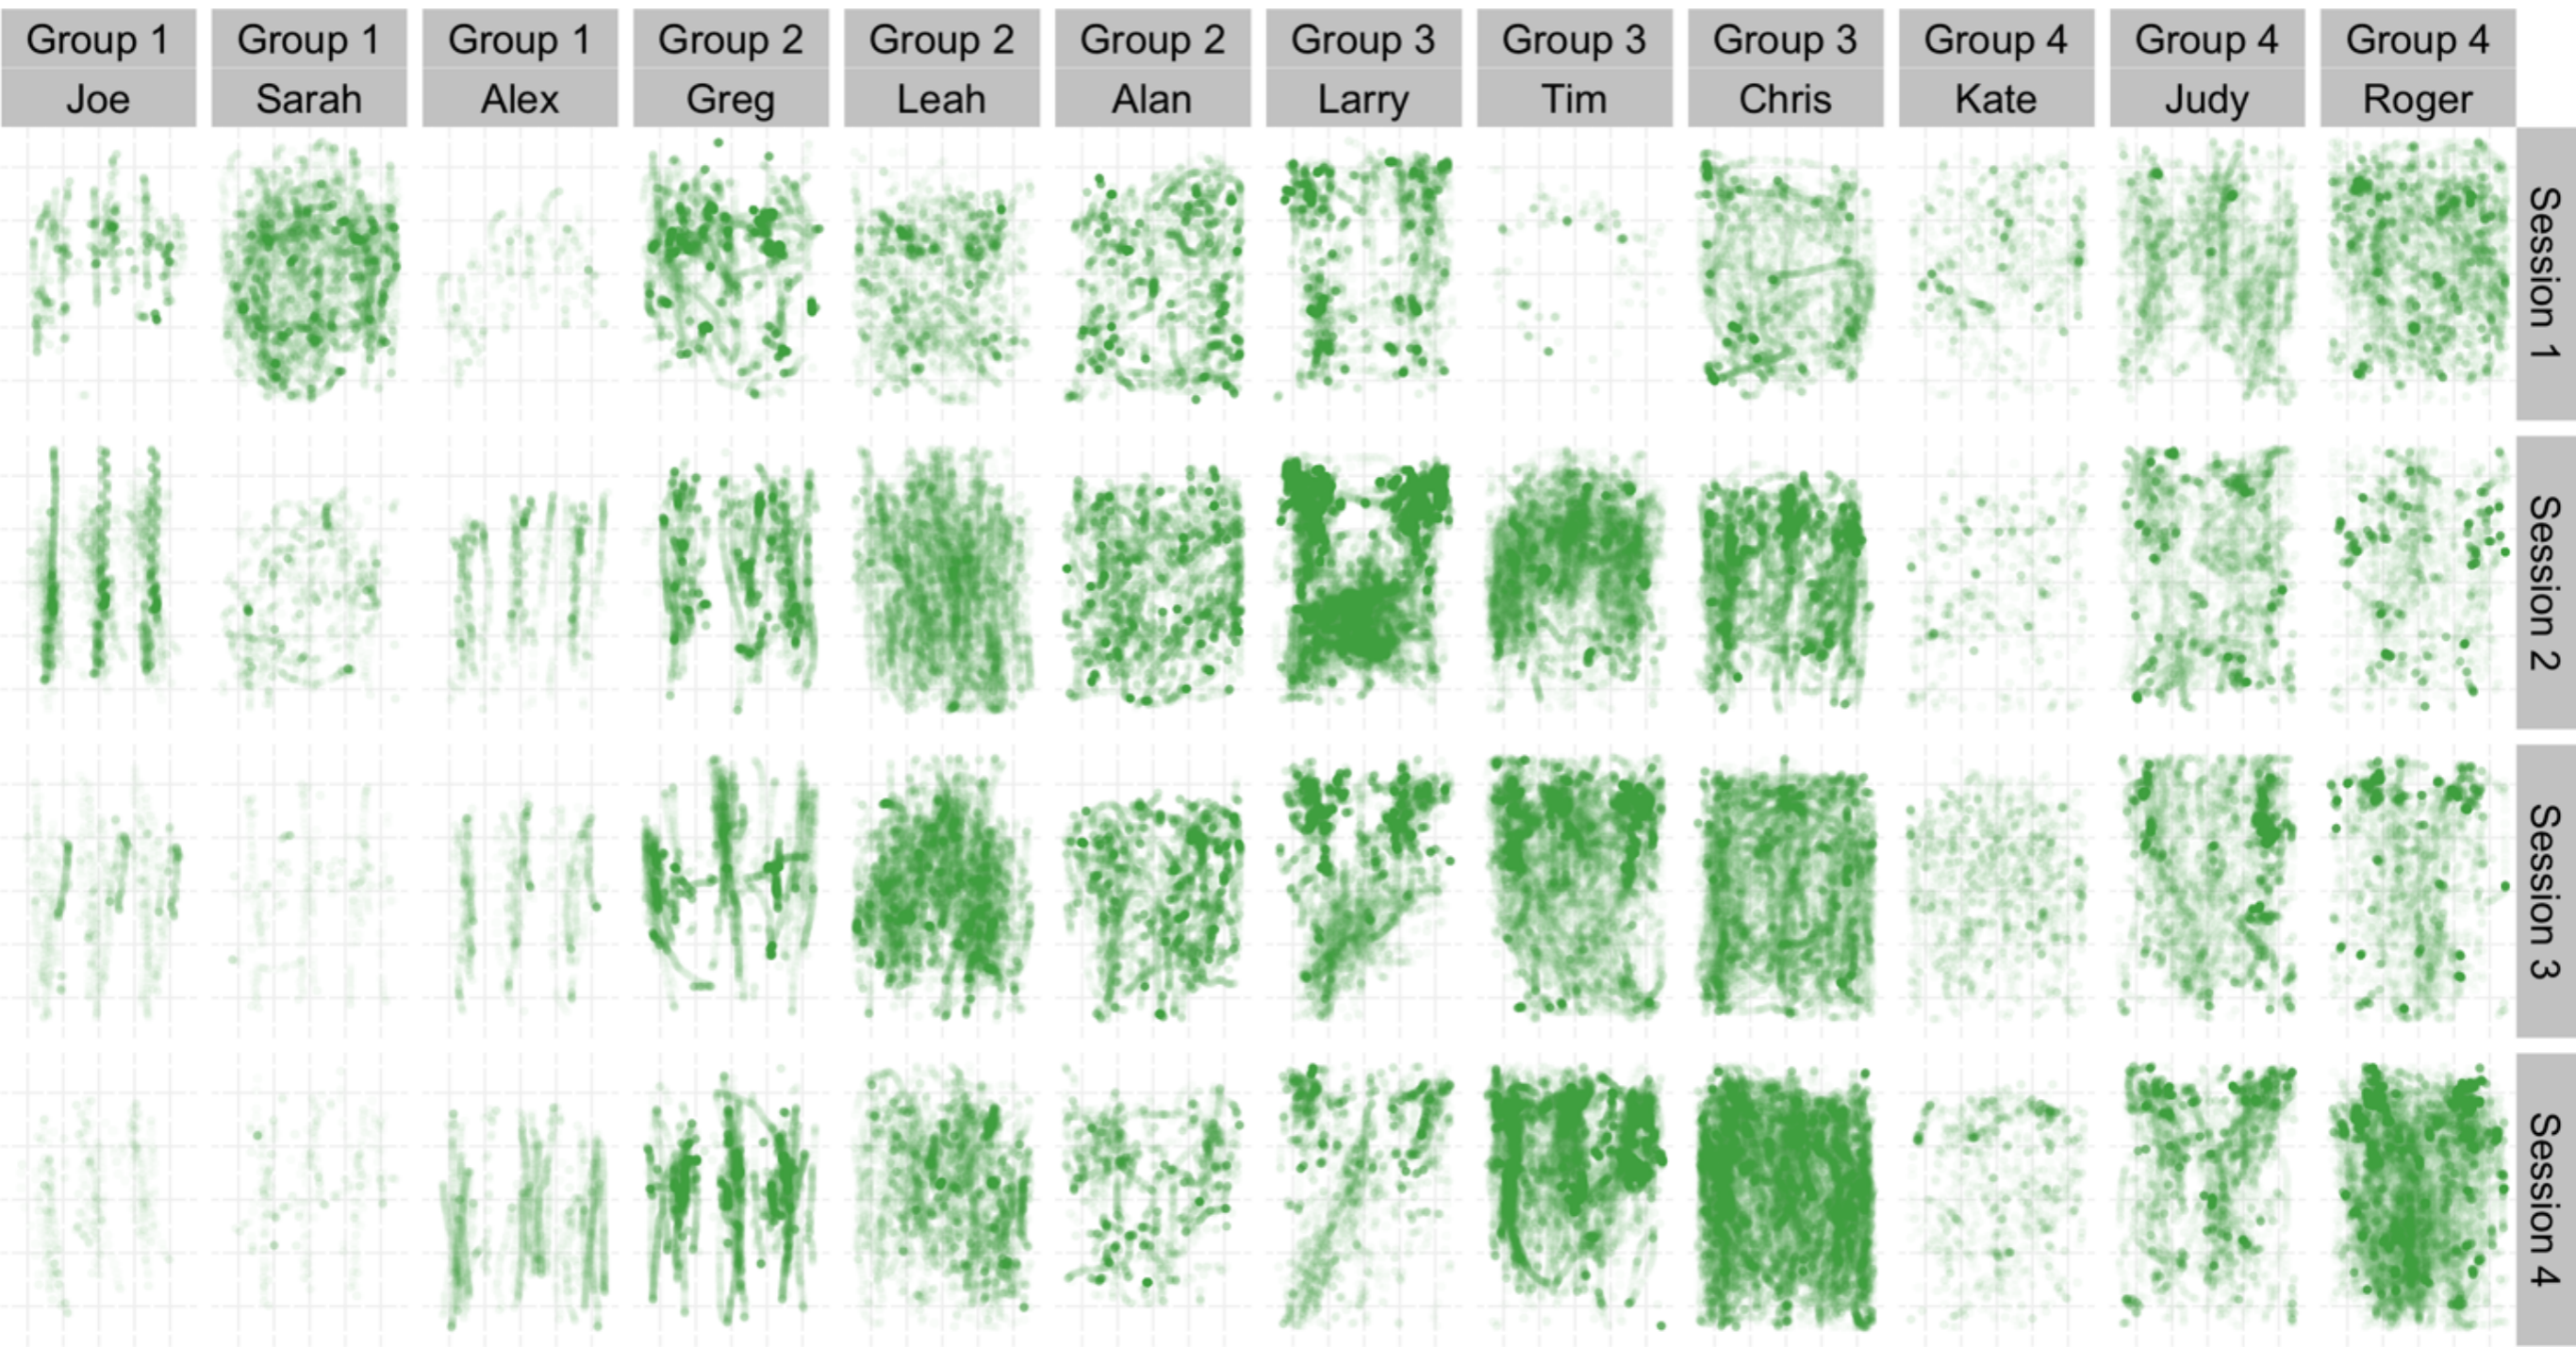 Group 1 Group 1 Group 1 Group 2 Group 2 Group 2 Group 3 Group 3 Group 3 Group 4 Group 4 Group 4
Joe Sarah Alex Greg Leah Alan Larry Tim Chris Kate Judy Roger
Session 1
Session 2
Session 3
Session 4